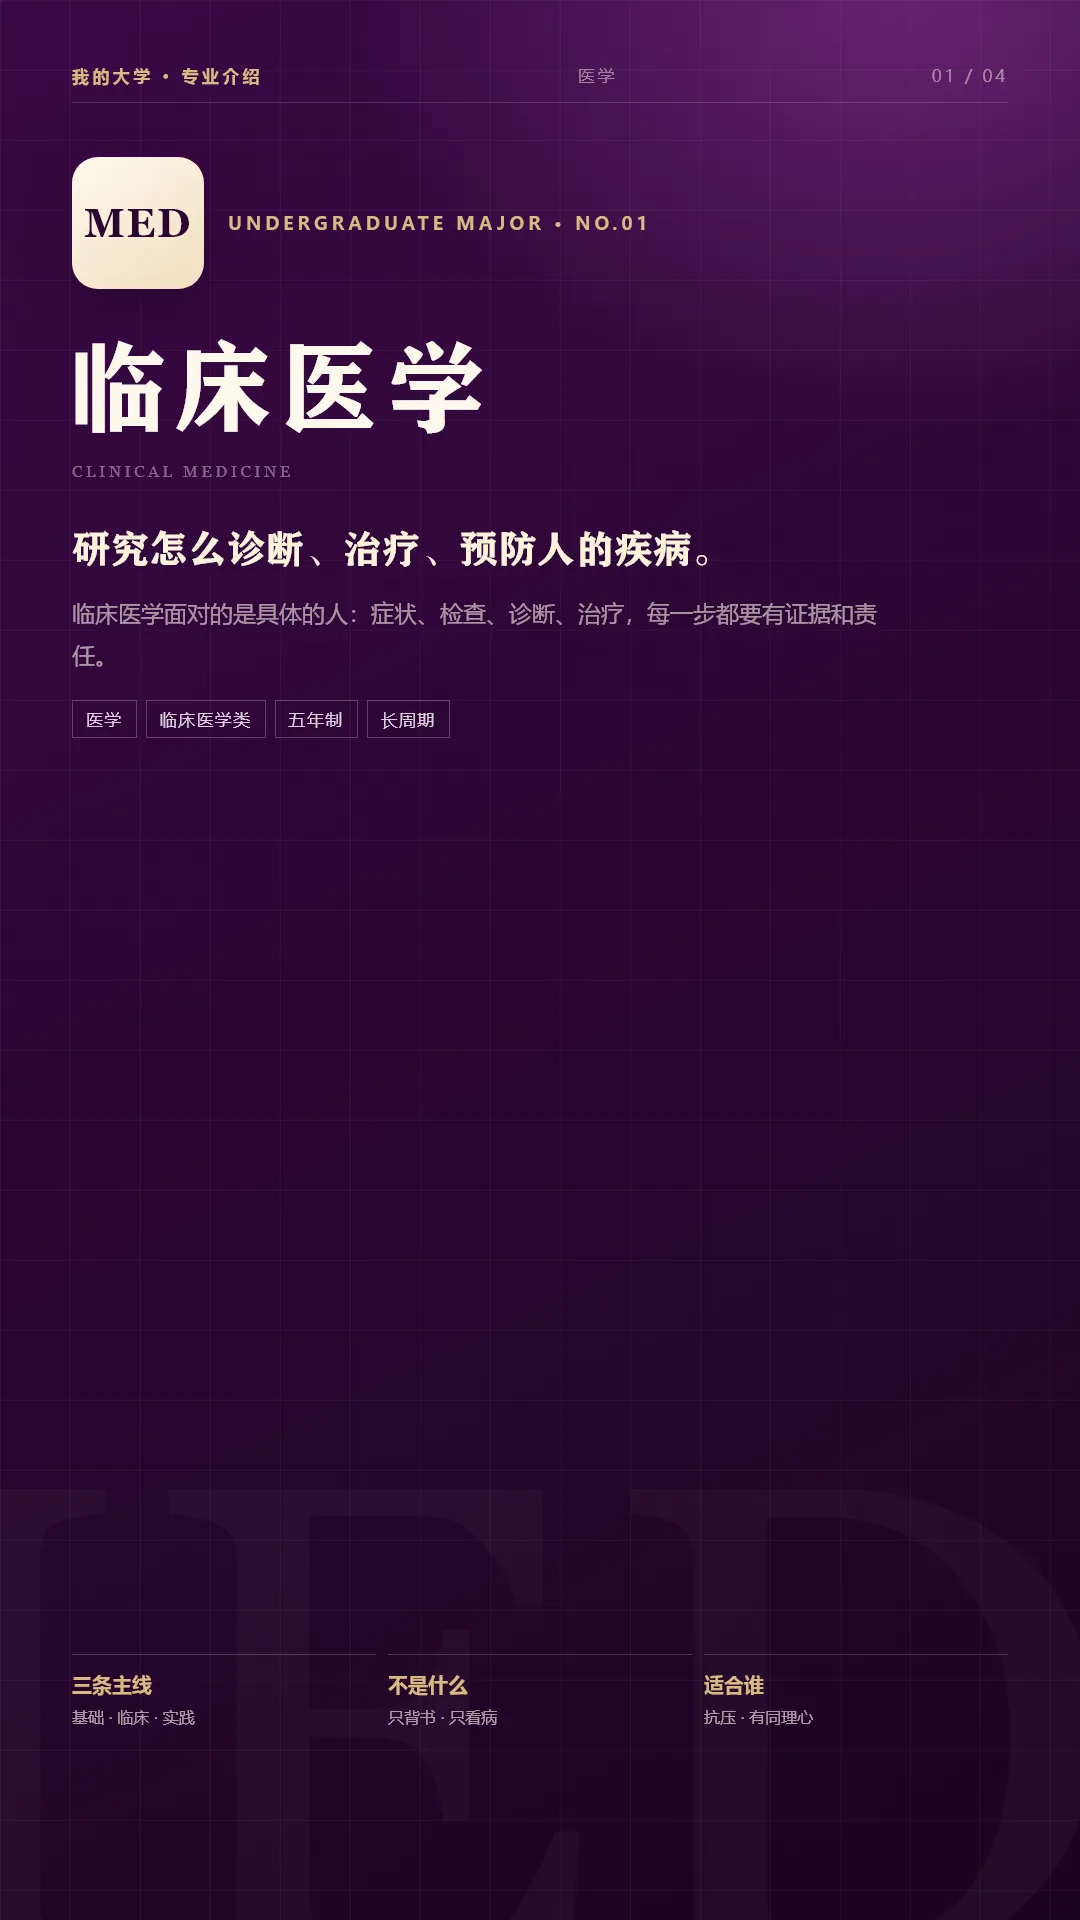 我的大学 • 专业介绍
医学
01 / 04
MED
UNDERGRADUATE MAJOR • NO.01
临床医学
CLINICAL MEDICINE
研究怎么诊断、治疗、预防人的疾病。
临床医学面对的是具体的人：症状、检查、诊断、治疗，每一步都要有证据和责
任。
医学 临床医学类 五年制 长周期
三条主线
基础 · 临床 · 实践
不是什么
只背书 · 只看病
适合谁
抗压 · 有同理心